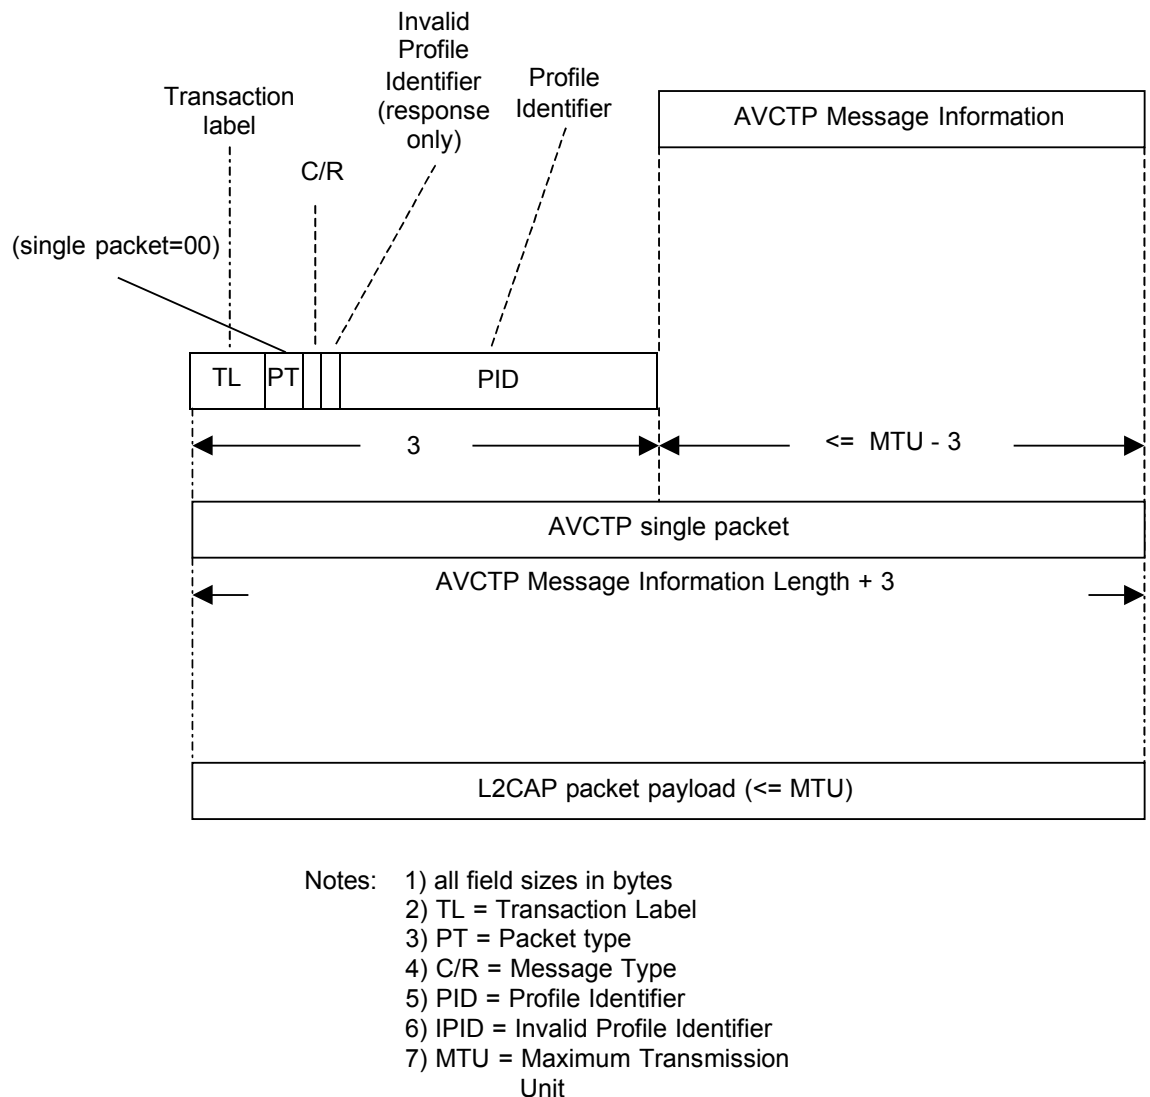 Invalid
Profile
Identifier
(response
only)
Profile
Identifier
Transaction
label
C/R
AVCTP Message Information
(single packet=00)
TL
PT
PID
3
<= MTU - 3
AVCTP single packet
AVCTP Message Information Length + 3
L2CAP packet payload (<= MTU)
Notes: 1) all field sizes in bytes
2) TL = Transaction Label
3) PT = Packet type
4) C/R = Message Type
5) PID = Profile Identifier
6) IPID = Invalid Profile Identifier
7) MTU = Maximum Transmission
Unit